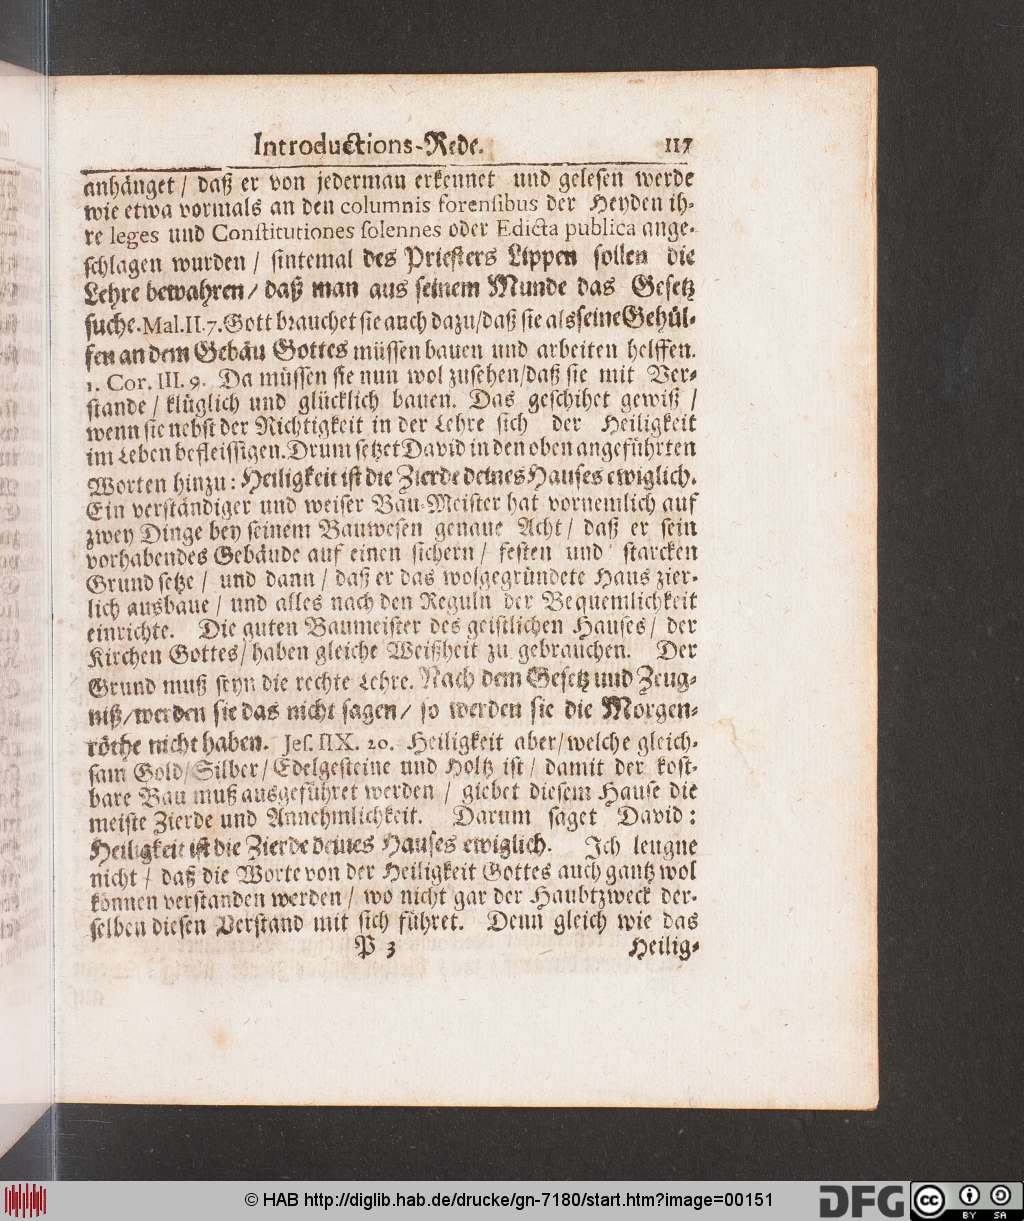 Introductions-Rede. 117
anhänget / daß er von jederman erkennet und gelesen werde
wie etwa vormals an den columnis forensibus der Heyden ih-
re leges und Constitutiones solennes oder Edicta publica ange-
schlagen wurden / sintemal des Priesters Lippen sollen die
Lehre bewahren / daß man aus seinem Munde das Gesetz
suche. Mal. II. 7. Gott brauchet sie auch dazu / daß sie als seine Gehül-
fen an dem Gebäu Gottes müssen bauen und arbeiten helffen.
1. Cor. III. 9. Da müssen sie nun wol zusehen / daß sie mit Ver-
stande / klüglich und glücklich bauen. Das geschihet gewiß /
wenn sie nebst der Richtigkeit in der Lehre sich der Heiligkeit
im Leben befleissigen. Drum setzet David in den oben angeführten
Worten hinzu: Heiligkeit ist die Zierde deines Hauses ewiglich.
Ein verständiger und weiser Bau-Meister hat vornemlich auf
zwey Dinge bey seinem Bauwesen genaue Acht / daß er sein
vorhabendes Gebäude auf einen sichern / festen und starcken
Grund setze / und dann / daß er das wolgegründete Haus zier-
lich ausbaue / und alles nach den Reguln der Bequemlichkeit
einrichte. Die guten Baumeister des geistlichen Hauses / der
Kirchen Gottes / haben gleiche Weißheit zu gebrauchen. Der
Grund muß seyn die rechte Lehre. Nach dem Gesetz und Zeug-
niß / werden sie das nicht sagen / so werden sie die Morgen-
röthe nicht haben. Jes. IIX. 20. Heiligkeit aber / welche gleich-
sam Gold / Silber / Edelgesteine und Holtz ist / damit der kost-
bare Bau muß ausgeführet werden / giebet diesem Hause die
meiste Zierde und Annehmlichkeit. Darum saget David:
Heiligkeit ist die Zierde deines Hauses ewiglich. Ich leugne
nicht / daß die Worte von der Heiligkeit Gottes auch gantz wol
können verstanden werden / wo nicht gar der Haubtzweck der-
selben diesen Verstand mit sich führet. Denn gleich wie das
P 3 Heilig-
© HAB http://diglib.hab.de/drucke/gn-7180/start.htm?image=00151
DFG cc BY SA